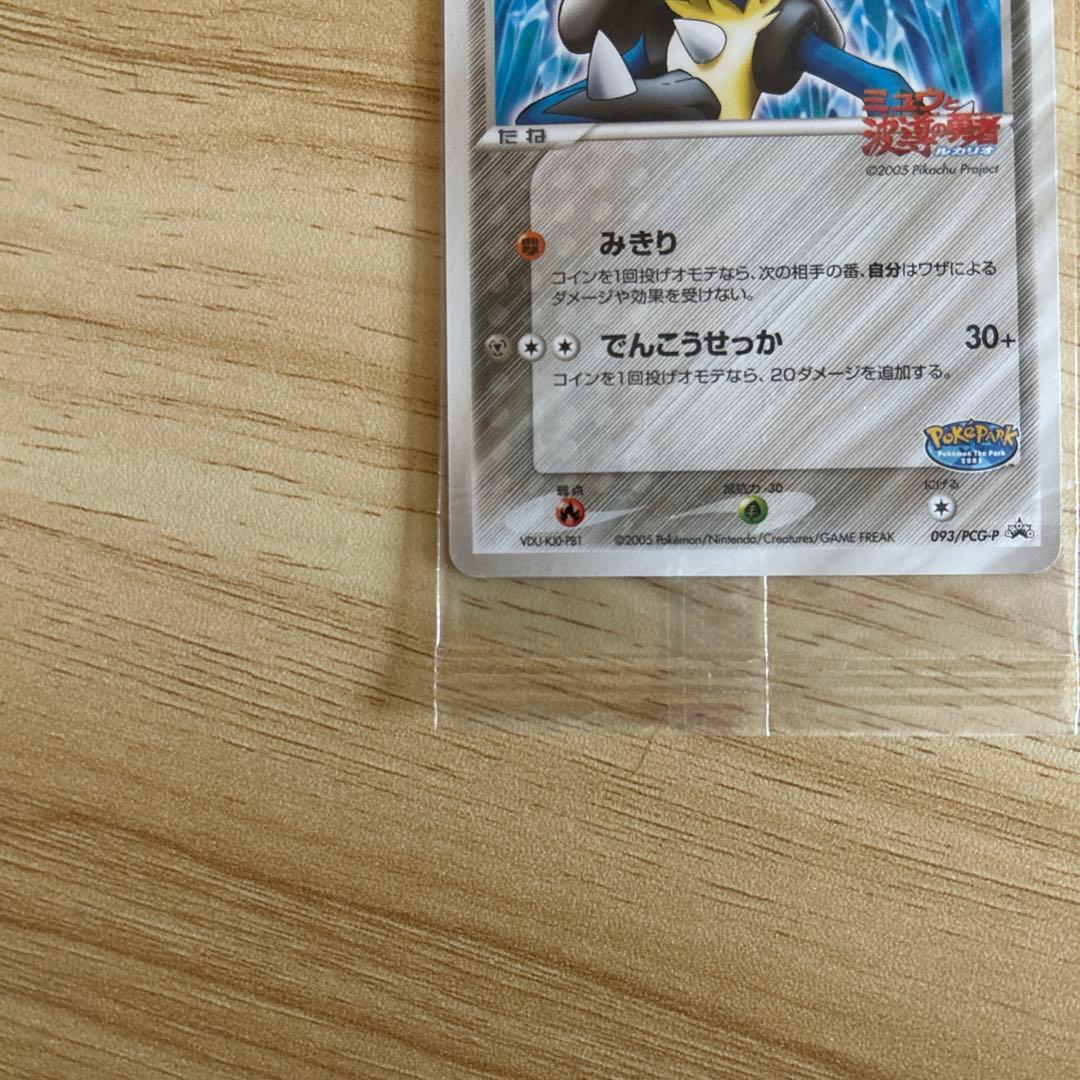 ミュウと
波導の勇者
ルカリオ
たね
©2005 Pikachu Project
みきり
コインを1回投げオモテなら、次の相手の番、自分はワザによる
ダメージや効果を受けない。
でんこうせっか 30+
コインを1回投げオモテなら、20ダメージを追加する。
POKéPARK
Pokémon The Park
2005
弱点 抵抗力 -30 にげる
VDU-KJ0-PB1 ©2005 Pokémon/Nintendo/Creatures/GAME FREAK 093/PCG-P